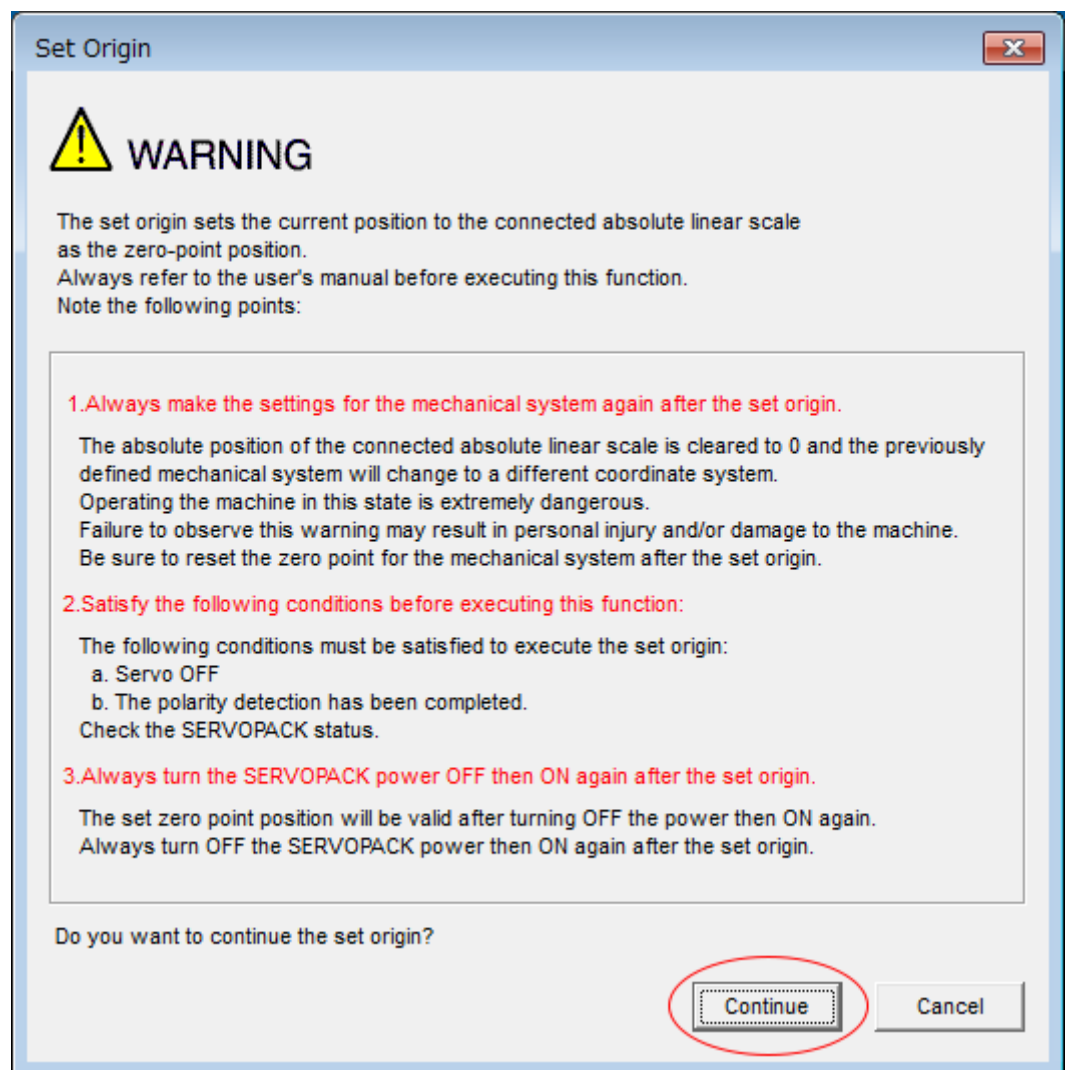 Set Origin
WARNING
The set origin sets the current position to the connected absolute linear scale
as the zero-point position.
Always refer to the user's manual before executing this function.
Note the following points:
1.Always make the settings for the mechanical system again after the set origin.
The absolute position of the connected absolute linear scale is cleared to 0 and the previously
defined mechanical system will change to a different coordinate system.
Operating the machine in this state is extremely dangerous.
Failure to observe this warning may result in personal injury and/or damage to the machine.
Be sure to reset the zero point for the mechanical system after the set origin.
2.Satisfy the following conditions before executing this function:
The following conditions must be satisfied to execute the set origin:
a. Servo OFF
b. The polarity detection has been completed.
Check the SERVOPACK status.
3.Always turn the SERVOPACK power OFF then ON again after the set origin.
The set zero point position will be valid after turning OFF the power then ON again.
Always turn OFF the SERVOPACK power then ON again after the set origin.
Do you want to continue the set origin?
Continue Cancel